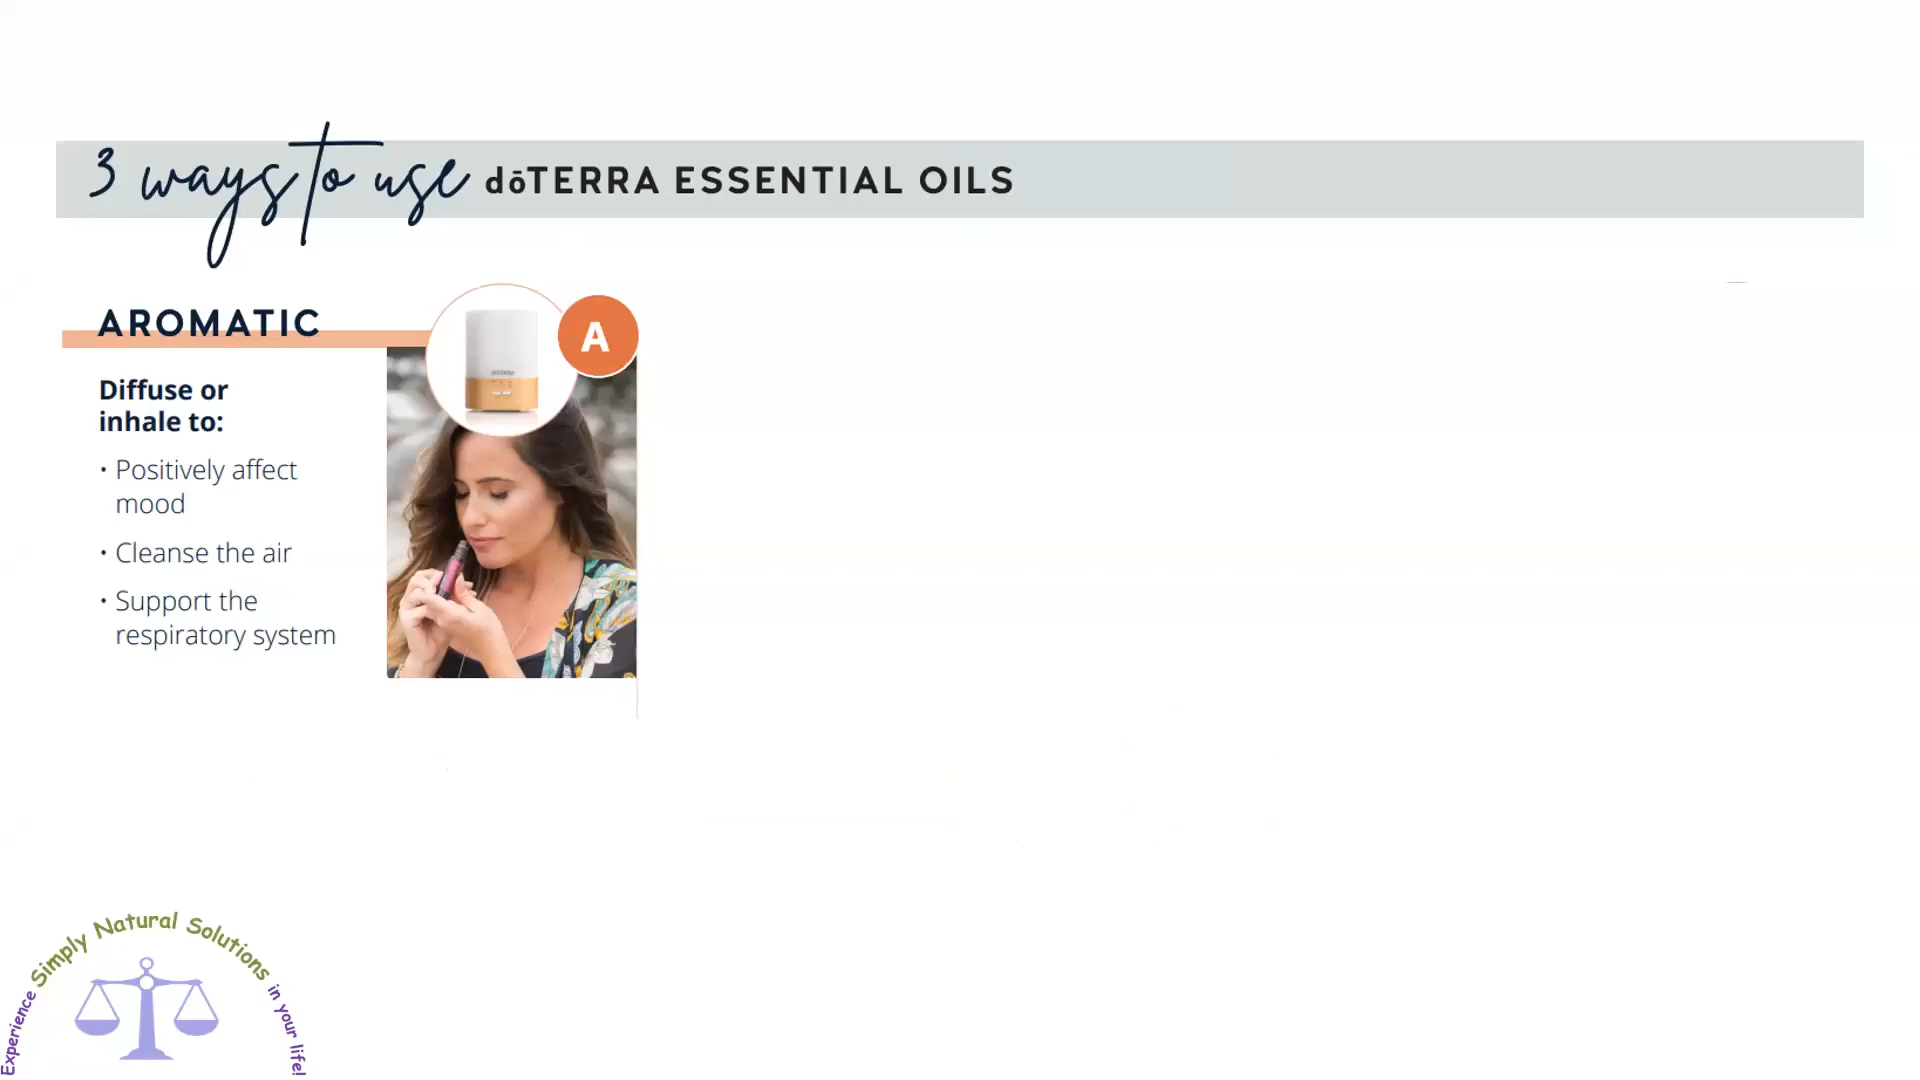 3 ways to use dōTERRA ESSENTIAL OILS
AROMATIC
A
Diffuse or
inhale to:
• Positively affect
mood
• Cleanse the air
• Support the
respiratory system
Experience Simply Natural Solutions in your life!